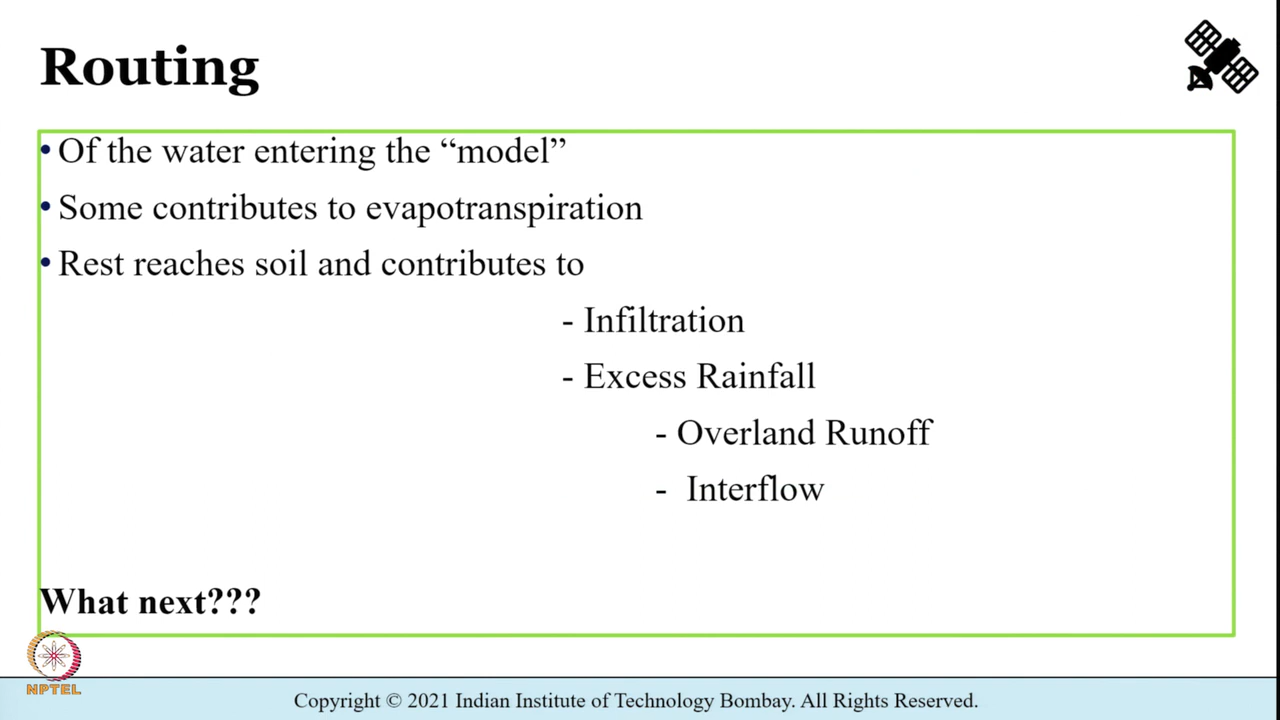 Routing
• Of the water entering the “model”
• Some contributes to evapotranspiration
• Rest reaches soil and contributes to
- Infiltration
- Excess Rainfall
- Overland Runoff
- Interflow
What next???
NPTEL
Copyright © 2021 Indian Institute of Technology Bombay. All Rights Reserved.